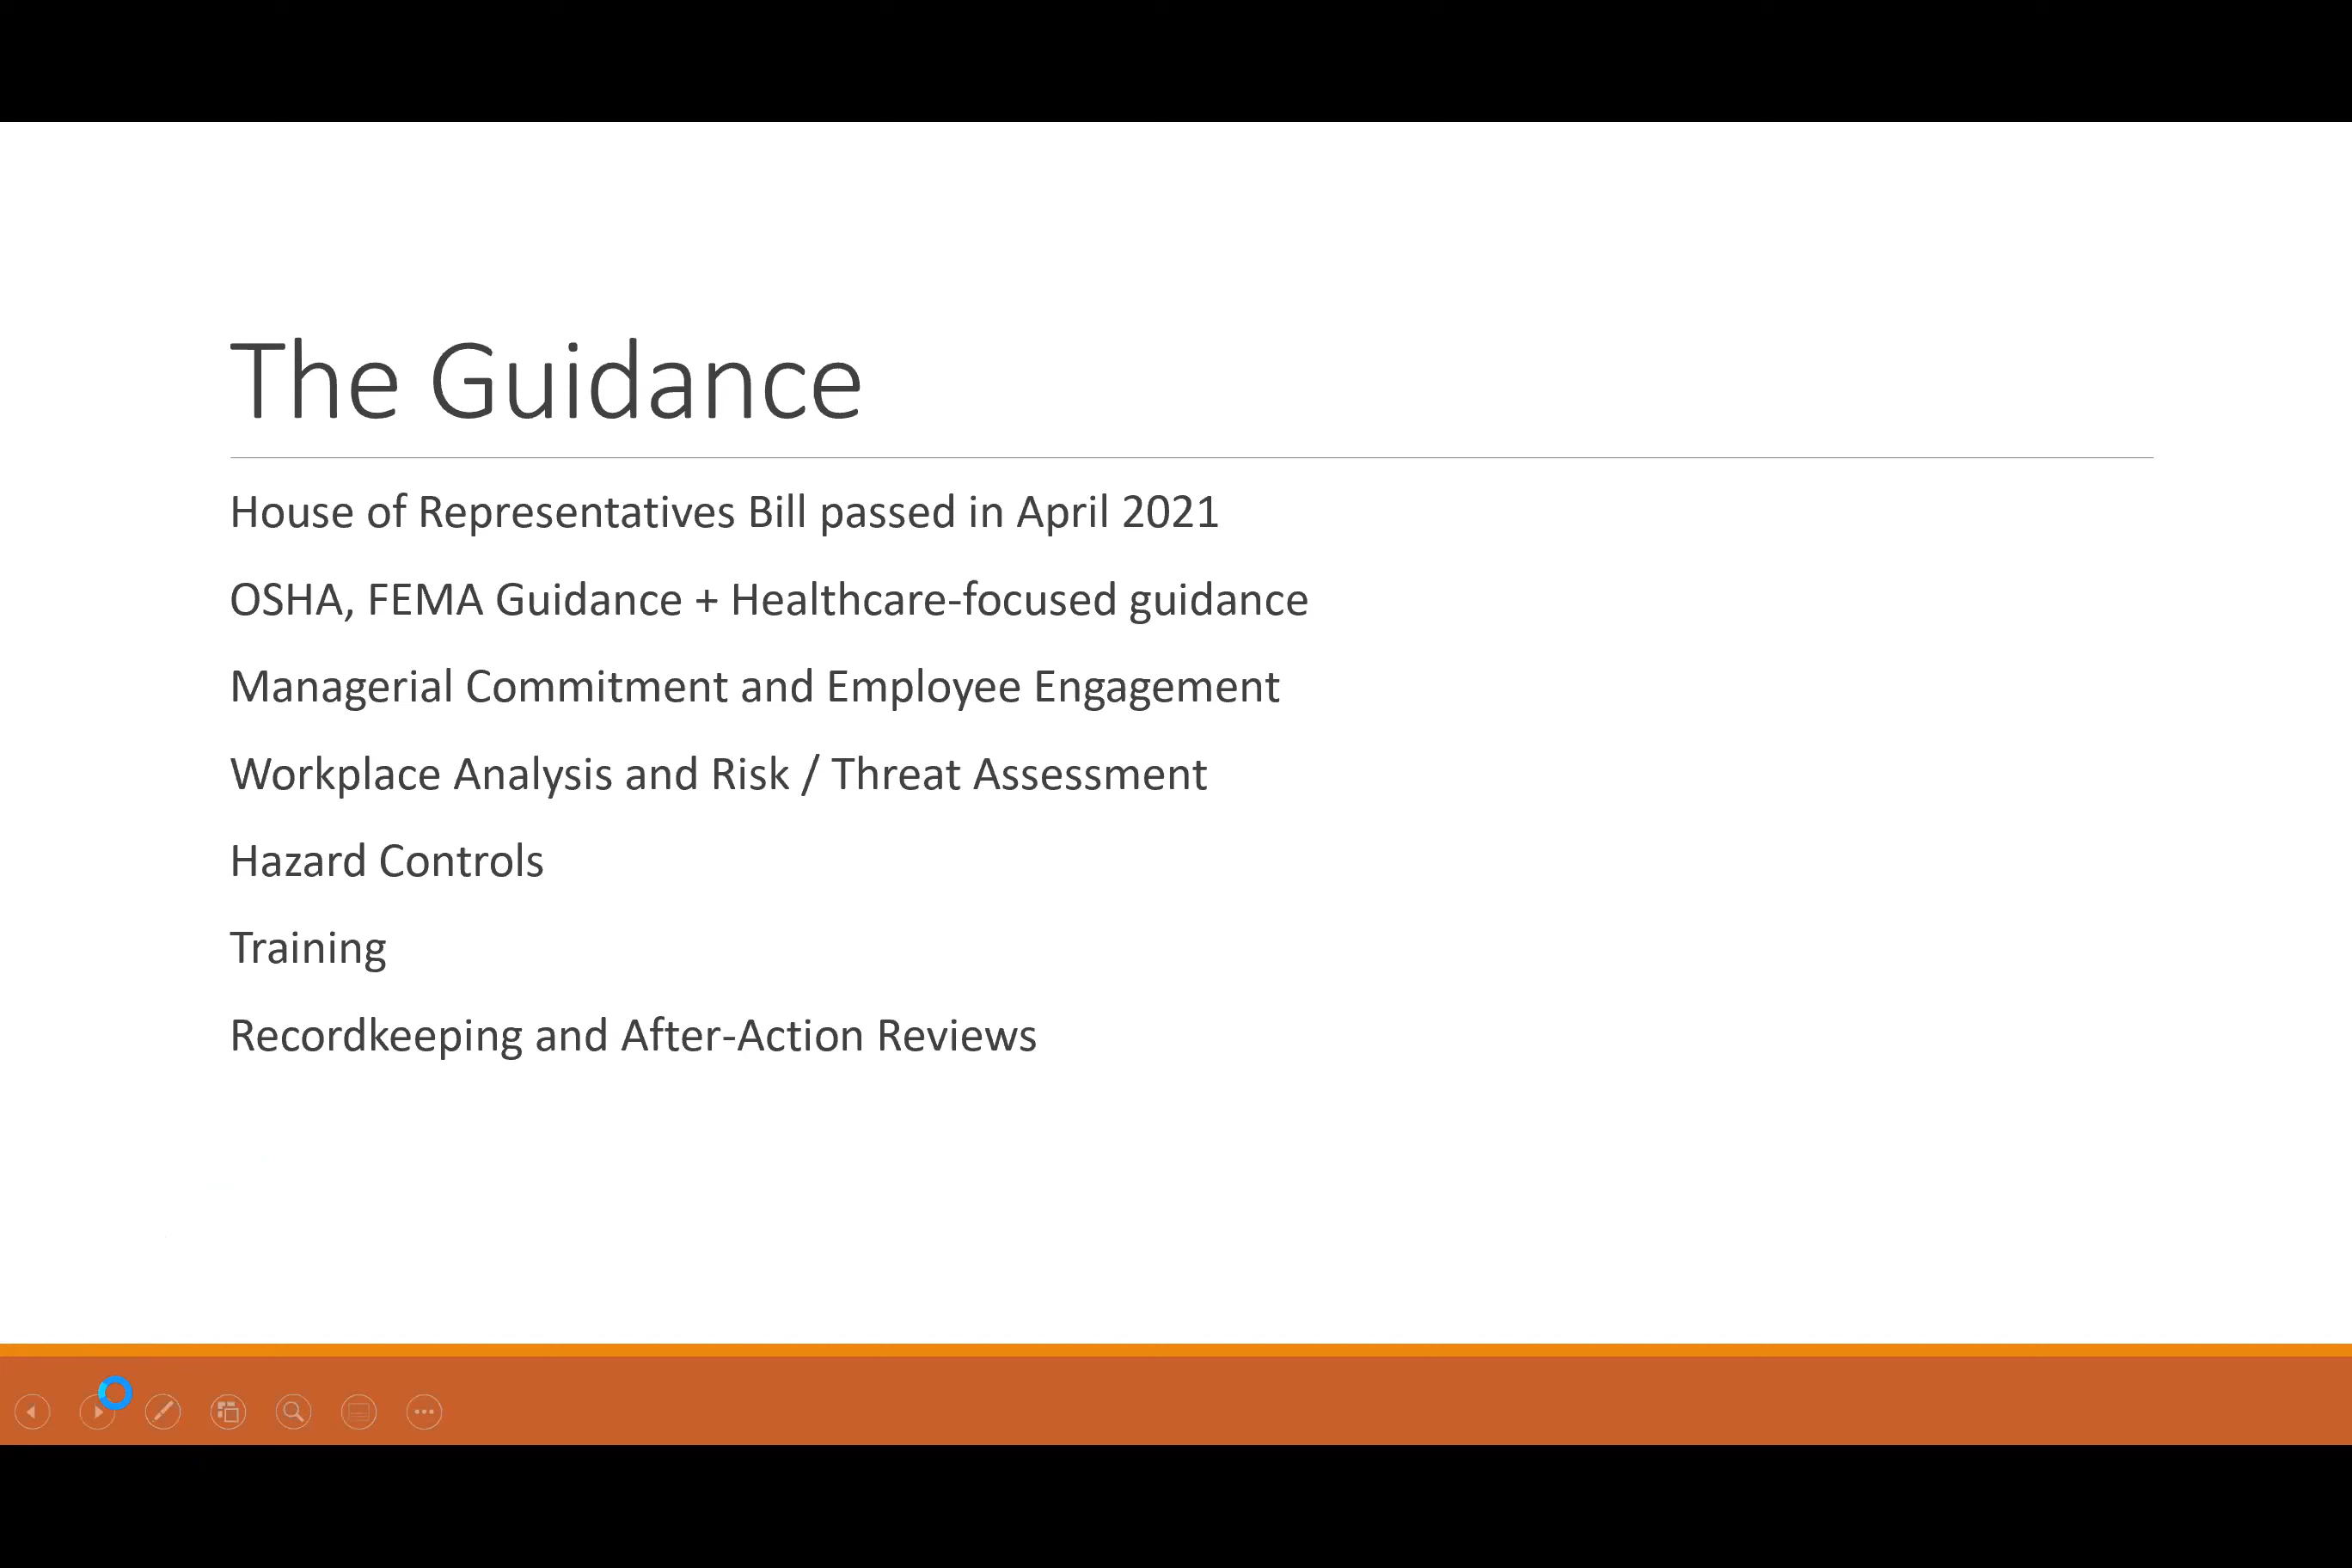 The Guidance
House of Representatives Bill passed in April 2021
OSHA, FEMA Guidance + Healthcare-focused guidance
Managerial Commitment and Employee Engagement
Workplace Analysis and Risk / Threat Assessment
Hazard Controls
Training
Recordkeeping and After-Action Reviews